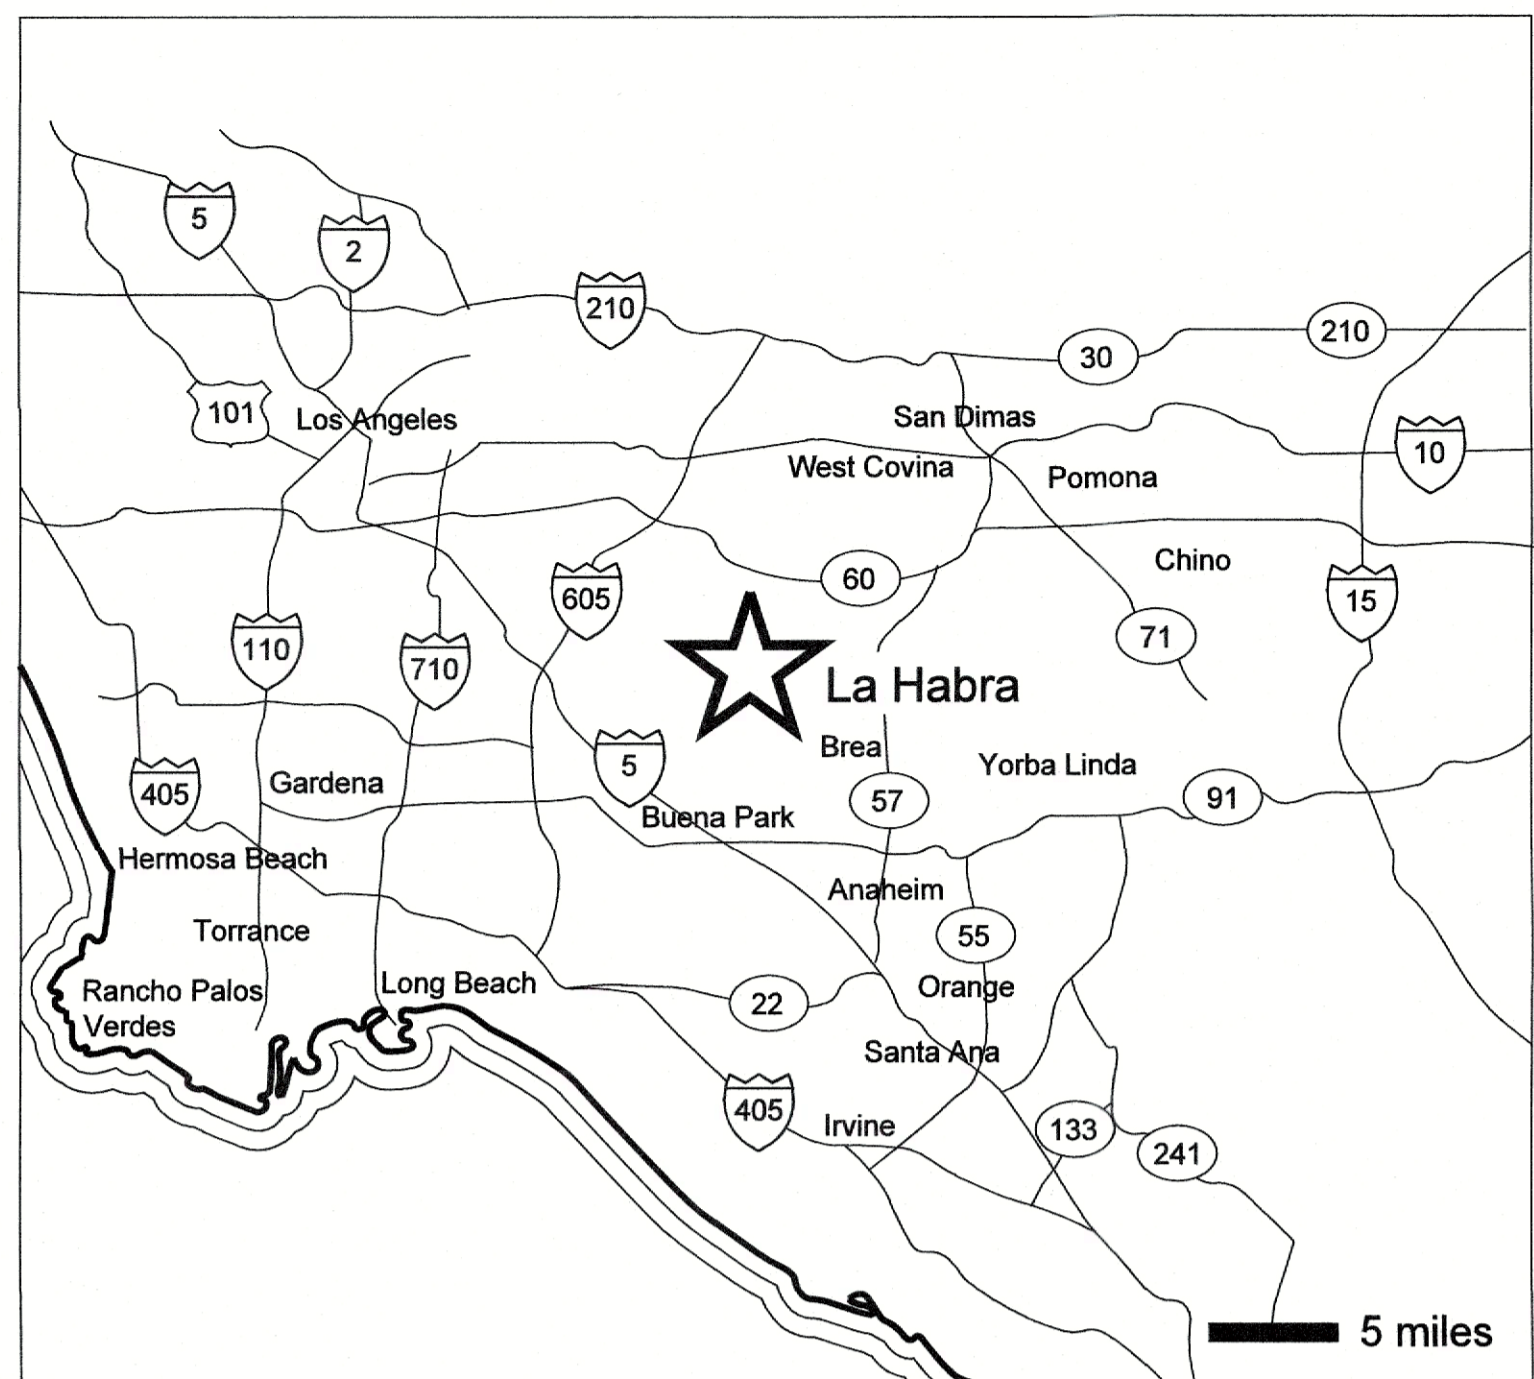 5
2
210
30
210
101
Los Angeles
San Dimas
10
West Covina
Pomona
60
Chino
605
15
110
710
71
La Habra
5
Brea
Yorba Linda
405
Gardena
57
91
Buena Park
Hermosa Beach
Anaheim
Torrance
55
Rancho Palos
Verdes
Long Beach
22
Orange
Santa Ana
405
Irvine
133
241
5 miles